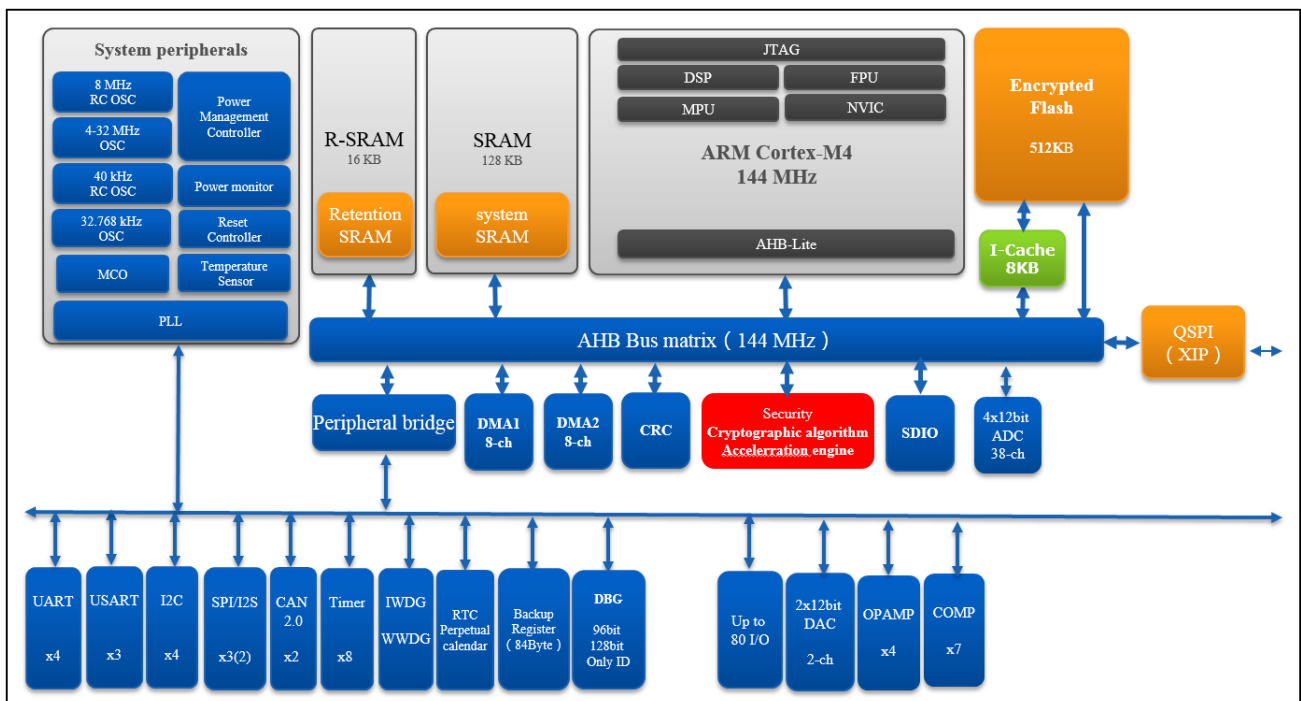 System peripherals
8 MHz
RC OSC
4-32 MHz
OSC
40 kHz
RC OSC
32.768 kHz
OSC
MCO
Power
Management
Controller
Power monitor
Reset
Controller
Temperature
Sensor
PLL
R-SRAM
16 KB
Retention
SRAM
SRAM
128 KB
system
SRAM
JTAG
DSP
FPU
MPU
NVIC
ARM Cortex-M4
144 MHz
AHB-Lite
Encrypted
Flash
512KB
I-Cache
8KB
AHB Bus matrix（144 MHz）
QSPI
（XIP）
Peripheral bridge
DMA1
8-ch
DMA2
8-ch
CRC
Security
Cryptographic algorithm
Accelerration engine
SDIO
4x12bit
ADC
38-ch
UART
x4
USART
x3
I2C
x4
SPI/I2S
x3(2)
CAN
2.0
x2
Timer
x8
IWDG
WWDG
RTC
Perpetual
calendar
Backup
Register
（84Byte）
DBG
96bit
128bit
Only ID
Up to
80 I/O
2x12bit
DAC
2-ch
OPAMP
x4
COMP
x7